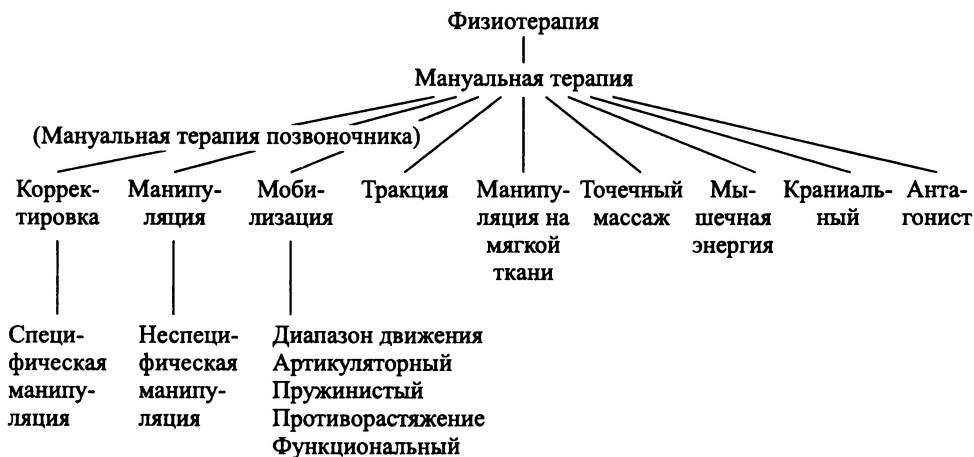 Физиотерапия
Мануальная терапия
(Мануальная терапия позвоночника)
Коррек-
тировка
Манипу-
ляция
Моби-
лизация
Тракция
Манипу-
ляция на
мягкой
ткани
Точечный
массаж
Мы-
шечная
энергия
Краниаль-
ный
Анта-
гонист
Специ-
фическая
манипу-
ляция
Неспеци-
фическая
манипу-
ляция
Диапазон движения
Артикуляторный
Пружинистый
Противорастяжение
Функциональный